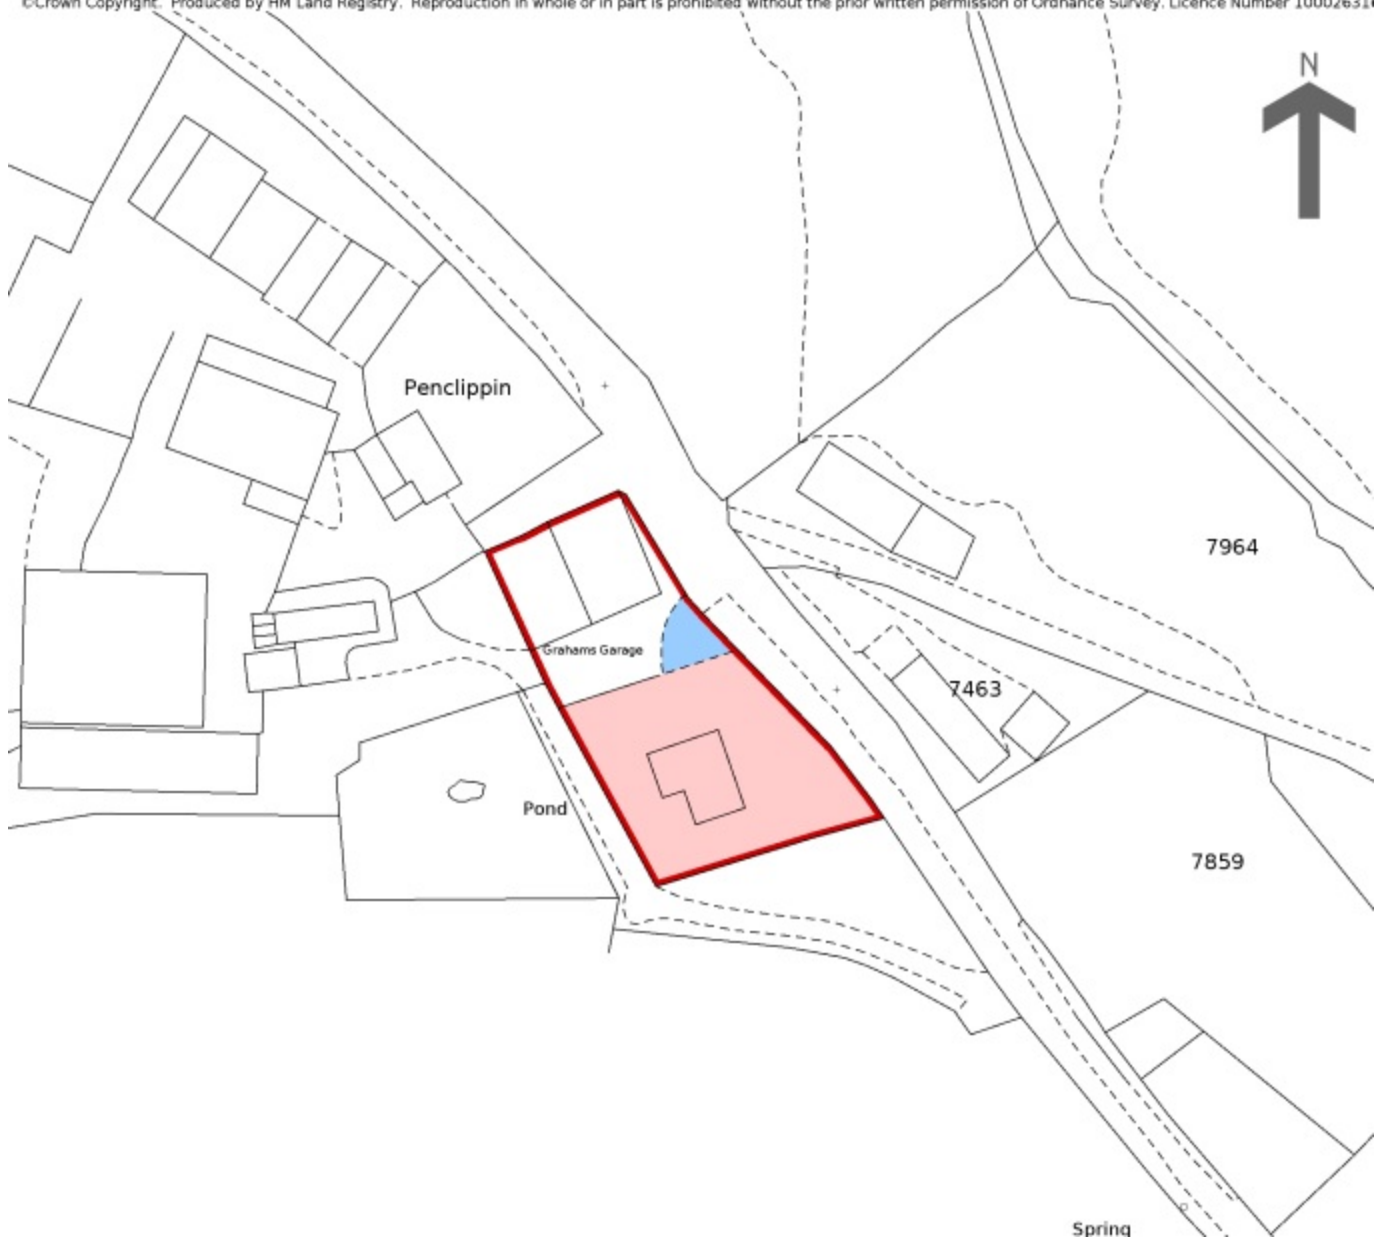 ©Crown Copyright. Produced by HM Land Registry. Reproduction in whole or in part is prohibited without the prior written permission of Ordnance Survey. Licence Number 10002631
N
Penclippin
7964
Grahams Garage
7463
Pond
7859
Spring